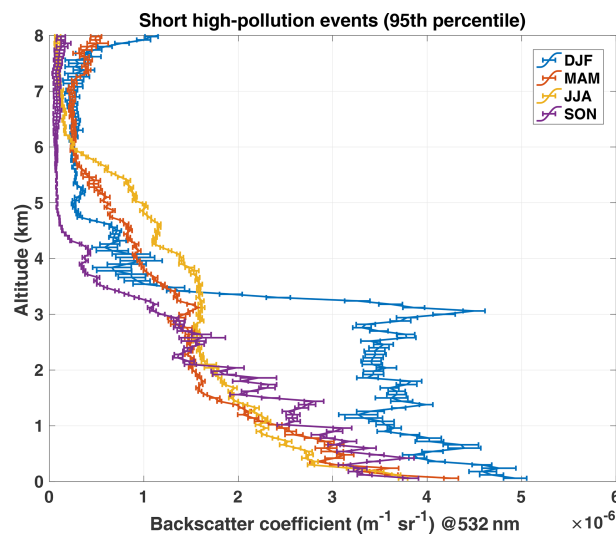 Short high-pollution events (95th percentile)
8
7
6
5
4
3
2
1
0
Altitude (km)
DJF
MAM
JJA
SON
0 1 2 3 4 5 6
Backscatter coefficient (m⁻¹ sr⁻¹) @532 nm
×10⁻⁶